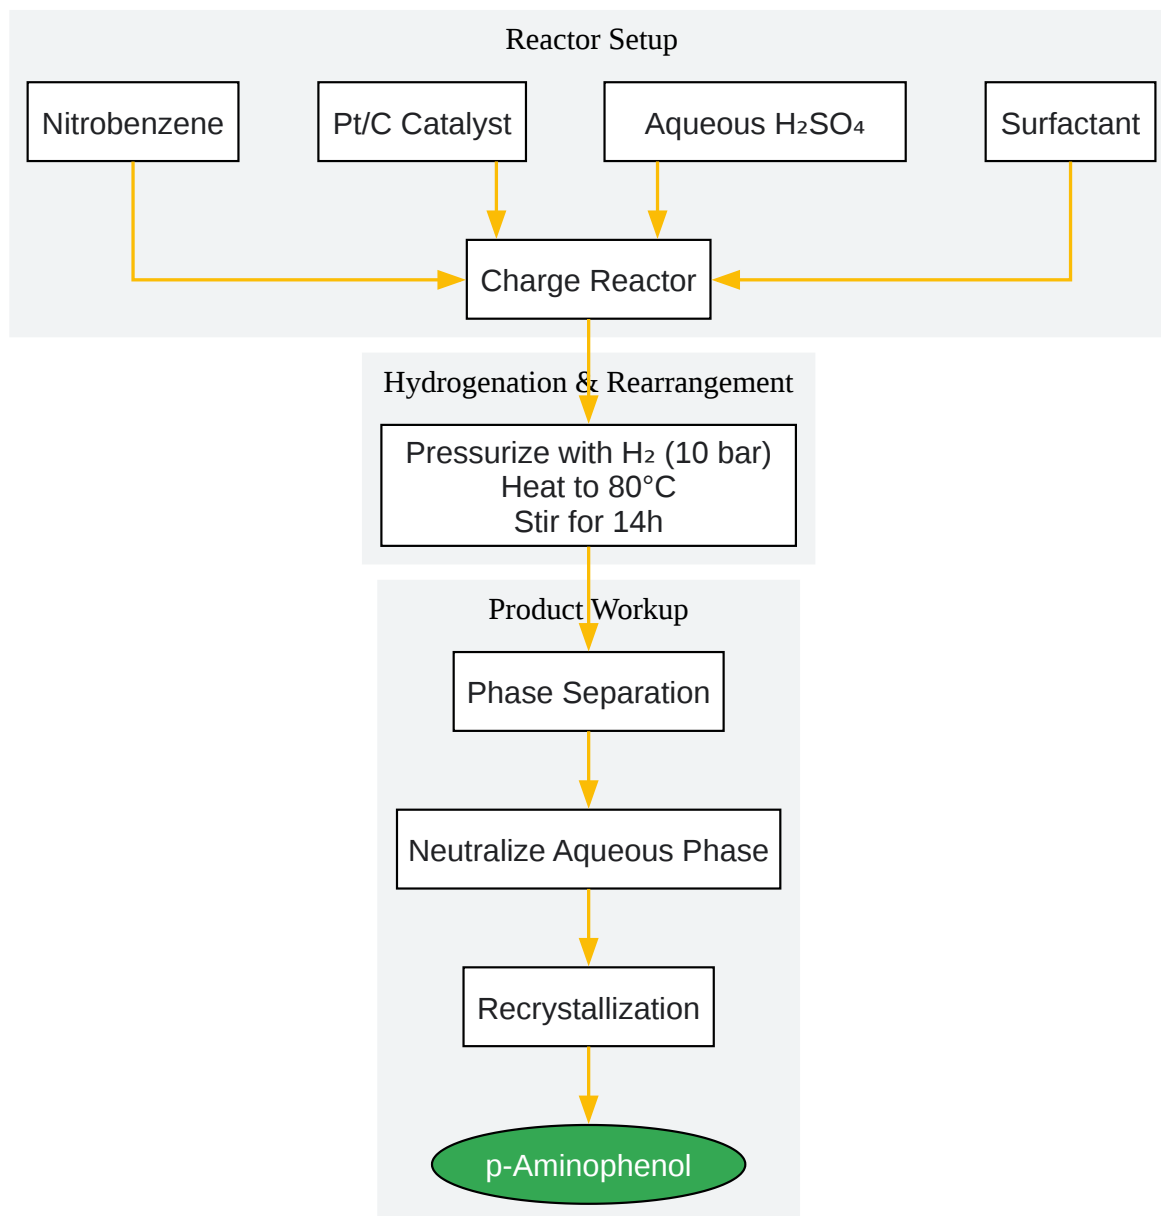 Reactor Setup
Nitrobenzene
Pt/C Catalyst
Aqueous H₂SO₄
Surfactant
Charge Reactor
Hydrogenation & Rearrangement
Pressurize with H₂ (10 bar)
Heat to 80°C
Stir for 14h
Product Workup
Phase Separation
Neutralize Aqueous Phase
Recrystallization
p-Aminophenol